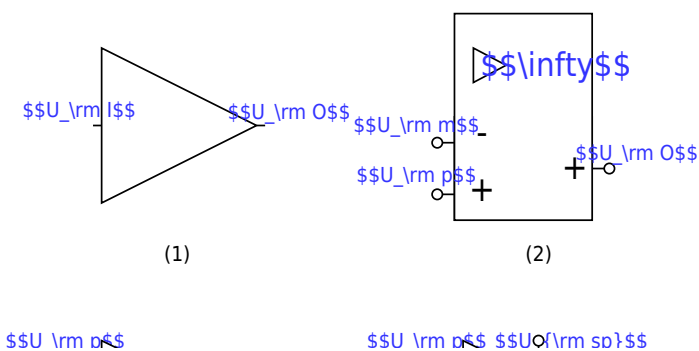 $$U_\rm I$$
$$U_\rm O$$
(1)
$$\infty$$
$$U_\rm m$$
-
$$U_\rm p$$
+
+
$$U_\rm O$$
(2)
$$U_\rm p$$
$$U_\rm p$$
$$U_{\rm sp}$$